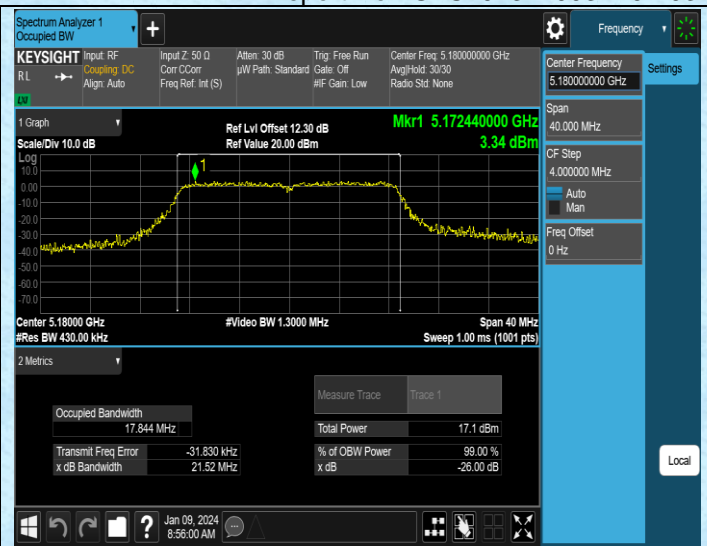 Spectrum Analyzer 1
Occupied BW
+
Frequency
KEYSIGHT
RL
LXI
Input: RF
Coupling: DC
Align: Auto
Input Z: 50 Ω
Corr CCorr
Freq Ref: Int (S)
Atten: 30 dB
µW Path: Standard
Trig: Free Run
Gate: Off
#IF Gain: Low
Center Freq: 5.180000000 GHz
Avg|Hold: 30/30
Radio Std: None
Center Frequency
5.180000000 GHz
Settings
Span
40.000 MHz
CF Step
4.000000 MHz
Auto
Man
Freq Offset
0 Hz
Local
1 Graph
Scale/Div 10.0 dB
Ref Lvl Offset 12.30 dB
Ref Value 20.00 dBm
Mkr1 5.172440000 GHz
3.34 dBm
Log
10.0
0.00
-10.0
-20.0
-30.0
-40.0
-50.0
-60.0
-70.0
1
Center 5.18000 GHz
#Res BW 430.00 kHz
#Video BW 1.3000 MHz
Span 40 MHz
Sweep 1.00 ms (1001 pts)
2 Metrics
Measure Trace Trace 1
Occupied Bandwidth
17.844 MHz
Total Power 17.1 dBm
Transmit Freq Error -31.830 kHz
% of OBW Power 99.00 %
x dB Bandwidth 21.52 MHz
x dB -26.00 dB
?
Jan 09, 2024
8:56:00 AM